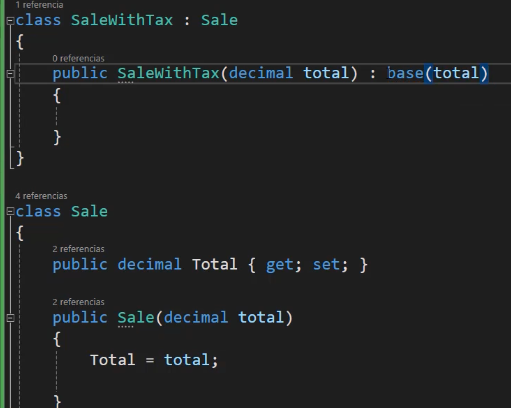 1 referencia
class SaleWithTax : Sale
{
0 referencias
public SaleWithTax(decimal total) : base(total)
{
}
}
4 referencias
class Sale
{
2 referencias
public decimal Total { get; set; }
2 referencias
public Sale(decimal total)
{
Total = total;
}